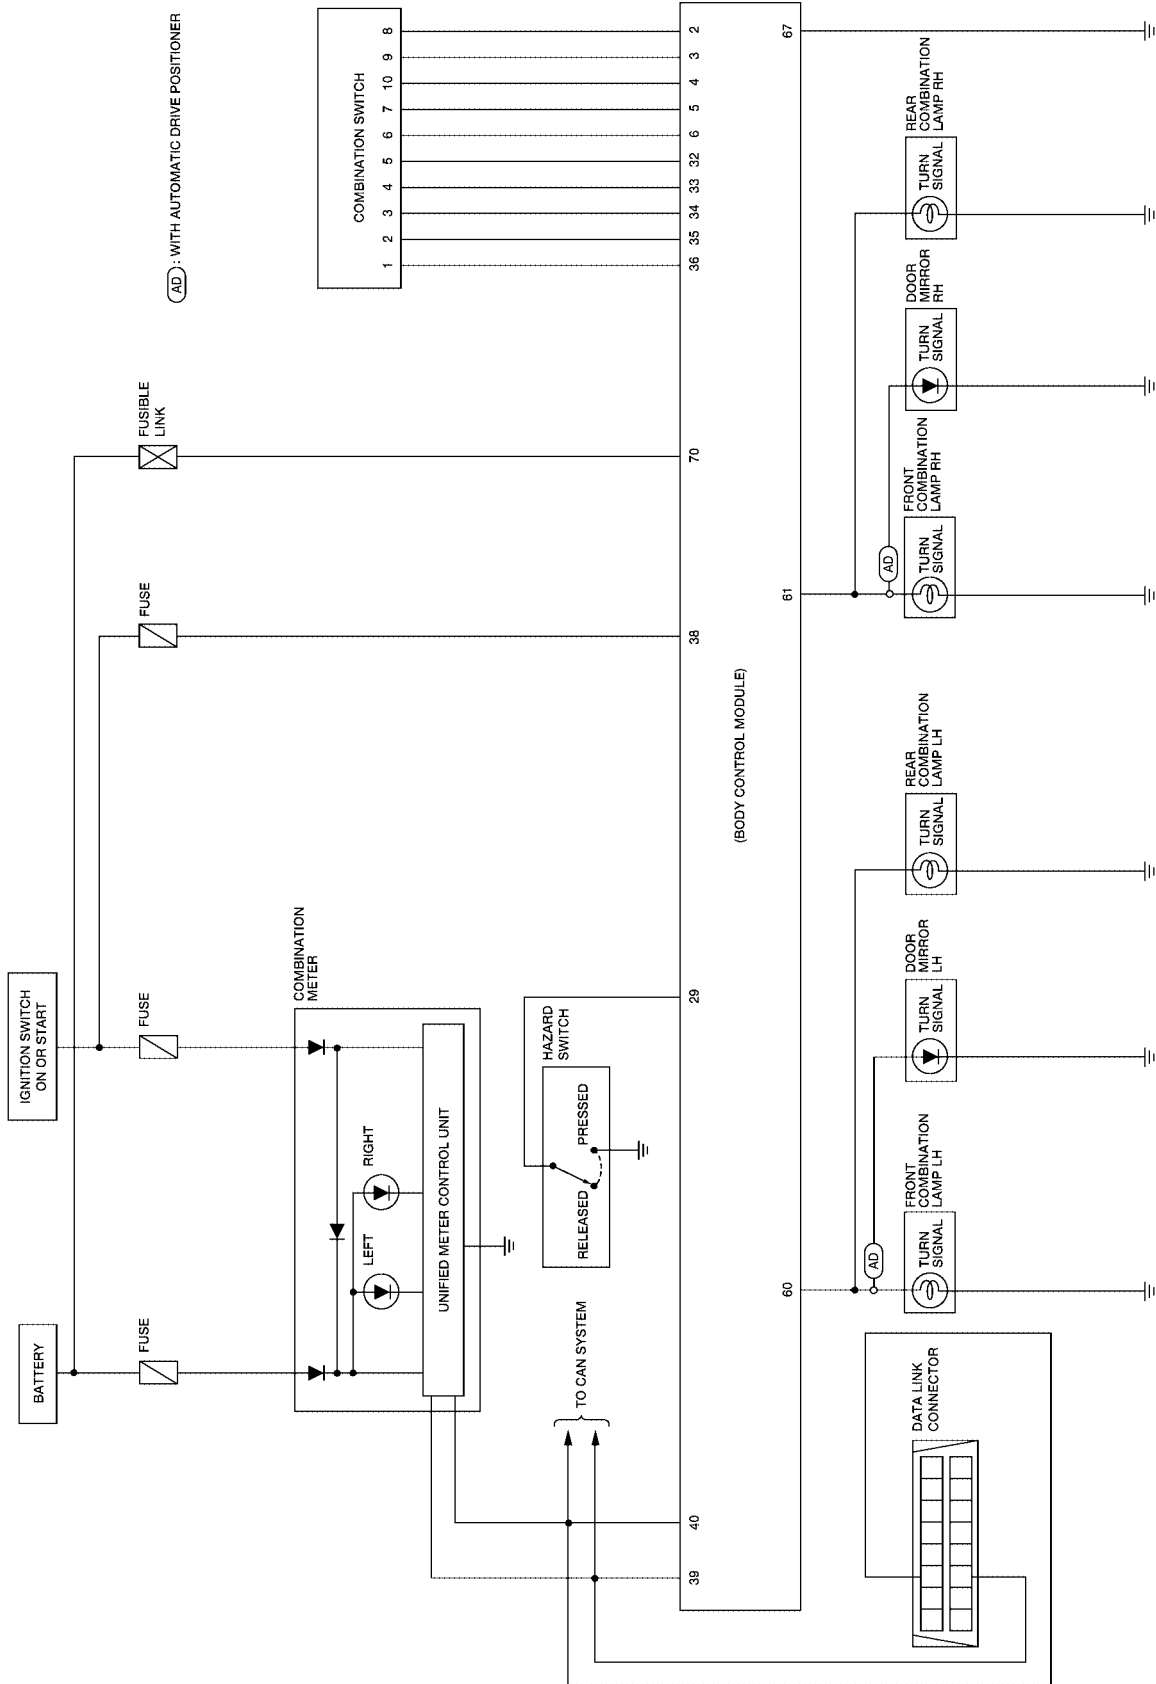 BATTERY
IGNITION SWITCH
ON OR START
FUSE
FUSE
FUSE
FUSIBLE
LINK
AD : WITH AUTOMATIC DRIVE POSITIONER
COMBINATION
METER
LEFT
RIGHT
UNIFIED METER CONTROL UNIT
COMBINATION SWITCH
1 2 3 4 5 6 7 10 9 8
TO CAN SYSTEM
HAZARD
SWITCH
RELEASED
PRESSED
39 40 29 38 70 36 35 34 33 32 6 5 4 3 2
(BODY CONTROL MODULE)
60 61 67
DATA LINK
CONNECTOR
AD
FRONT
COMBINATION
LAMP LH
TURN
SIGNAL
DOOR
MIRROR
LH
TURN
SIGNAL
REAR
COMBINATION
LAMP LH
TURN
SIGNAL
AD
FRONT
COMBINATION
LAMP RH
TURN
SIGNAL
DOOR
MIRROR
RH
TURN
SIGNAL
REAR
COMBINATION
LAMP RH
TURN
SIGNAL